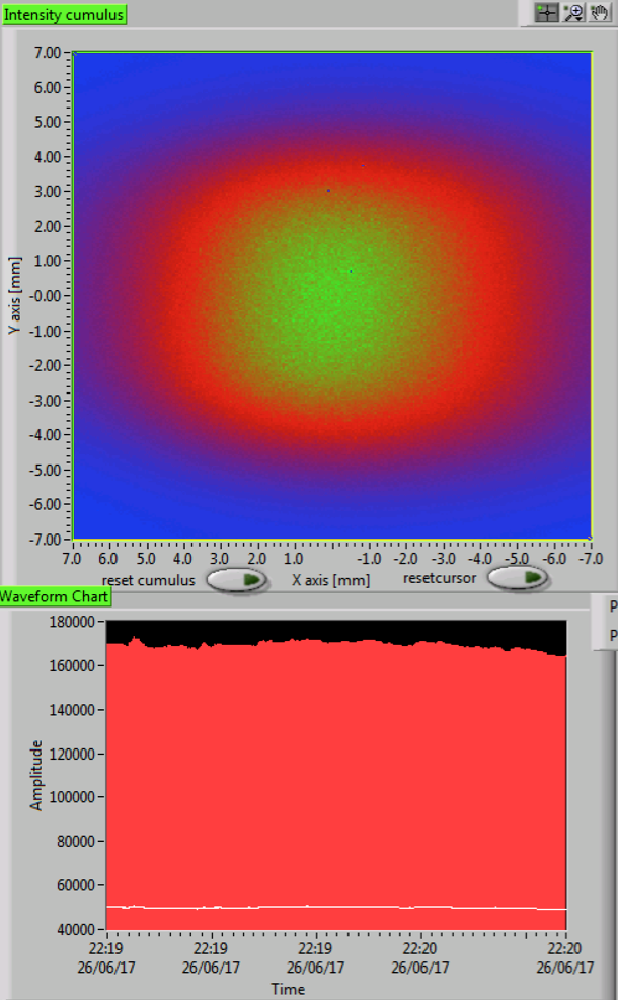 Intensity cumulus
7.00
6.00
5.00
4.00
3.00
2.00
1.00
-0.00
-1.00
-2.00
-3.00
-4.00
-5.00
-6.00
-7.00
Y axis [mm]
7.0 6.0 5.0 4.0 3.0 2.0 1.0 -1.0 -2.0 -3.0 -4.0 -5.0 -6.0 -7.0
reset cumulus X axis [mm] resetcursor
Waveform Chart
P
P
180000
160000
140000
120000
100000
80000
60000
40000
Amplitude
22:19 22:19 22:19 22:20 22:20
26/06/17 26/06/17 26/06/17 26/06/17 26/06/17
Time